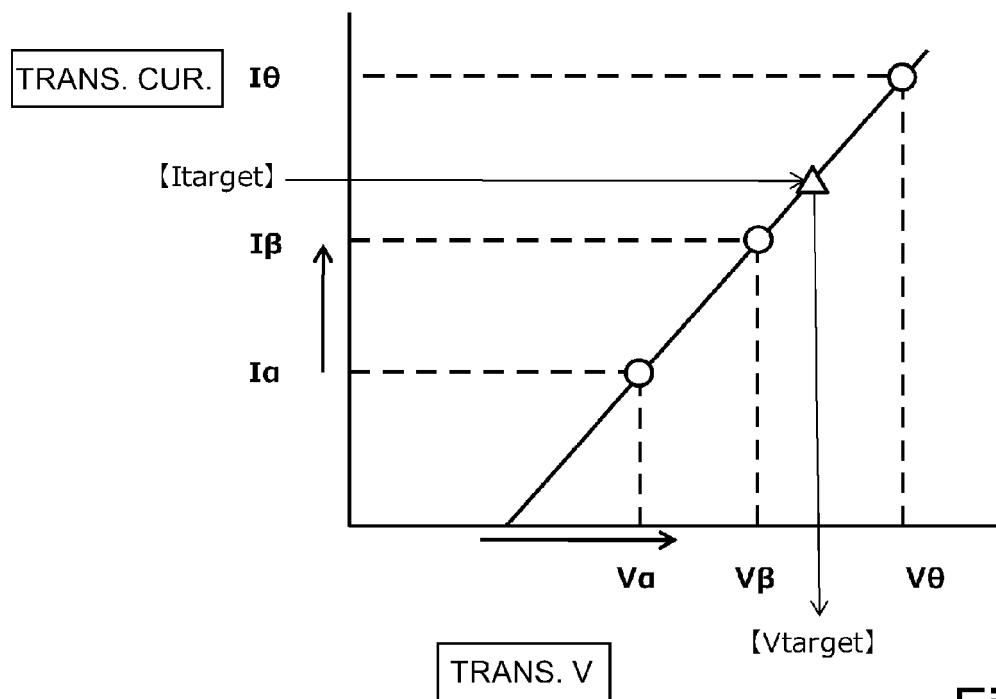 TRANS. CUR.
Iθ
【Itarget】
Iβ
Iα
Vα
Vβ
Vθ
【Vtarget】
TRANS. V